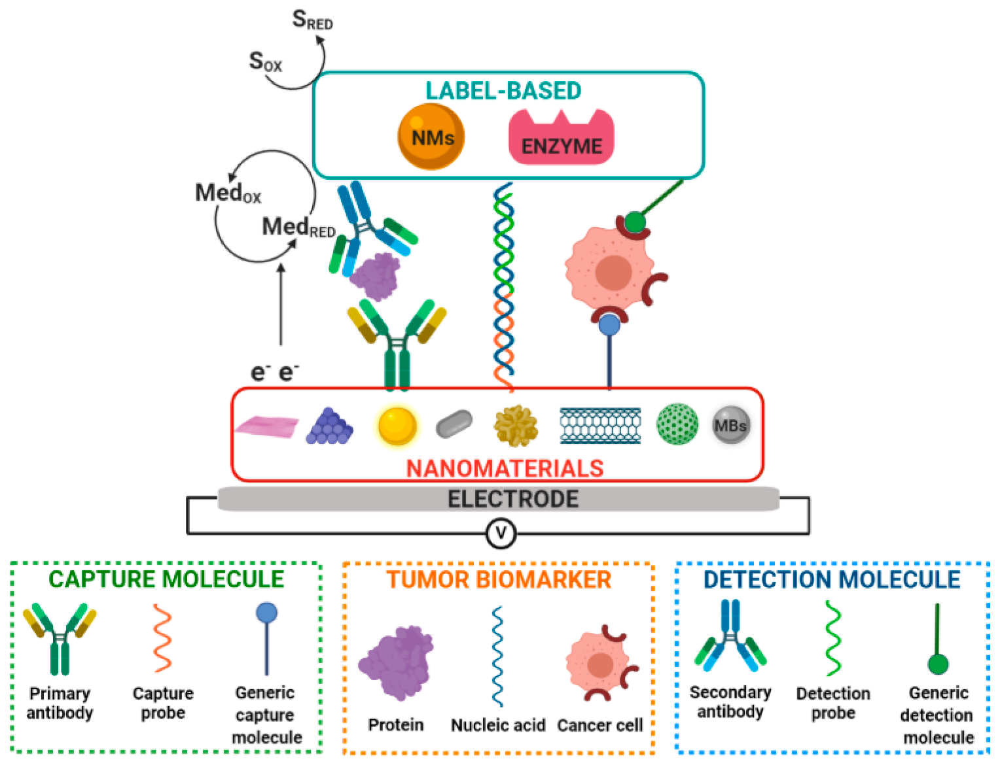 SRED
SOX
LABEL-BASED
NMs
ENZYME
MedOX
MedRED
e- e-
MBs
NANOMATERIALS
ELECTRODE
V
CAPTURE MOLECULE
Primary
antibody
Capture
probe
Generic
capture
molecule
TUMOR BIOMARKER
Protein
Nucleic acid
Cancer cell
DETECTION MOLECULE
Secondary
antibody
Detection
probe
Generic
detection
molecule